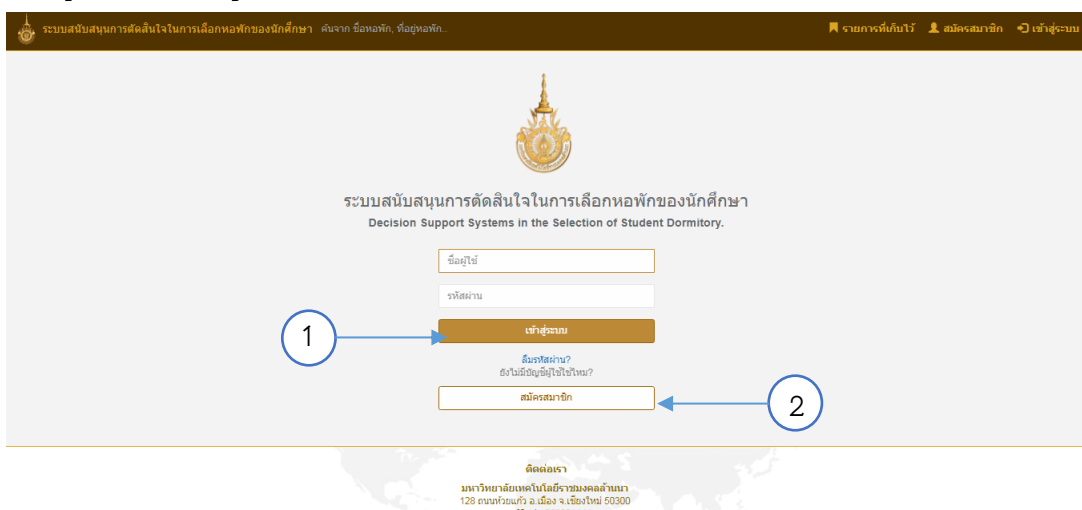 ระบบสนับสนุนการตัดสินใจในการเลือกหอพักของนักศึกษา ค้นจาก ชื่อหอพัก, ที่อยู่หอพัก.. รายการที่เก็บไว้ สมัครสมาชิก เข้าสู่ระบบ
ระบบสนับสนุนการตัดสินใจในการเลือกหอพักของนักศึกษา
Decision Support Systems in the Selection of Student Dormitory.
ชื่อผู้ใช้
รหัสผ่าน
1
เข้าสู่ระบบ
ลืมรหัสผ่าน?
ยังไม่มีบัญชีผู้ใช้ใช่ไหม?
สมัครสมาชิก
2
ติดต่อเรา
มหาวิทยาลัยเทคโนโลยีราชมงคลล้านนา
128 ถนนห้วยแก้ว อ.เมือง จ.เชียงใหม่ 50300